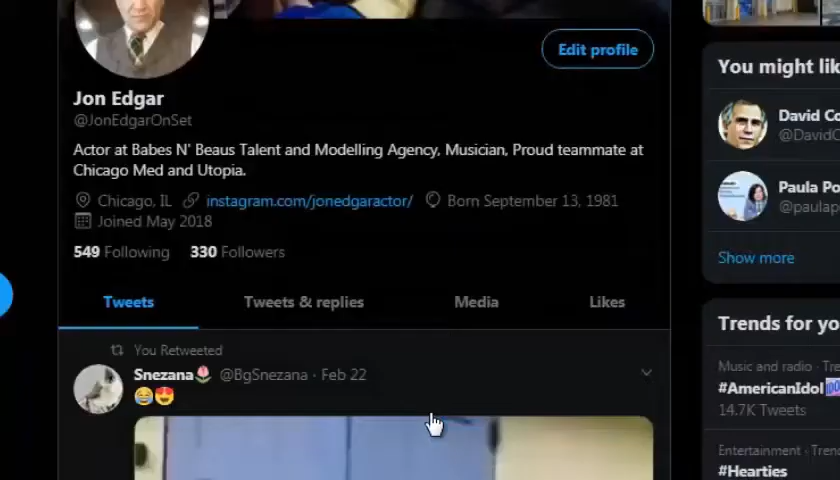 Edit profile
Jon Edgar
@JonEdgarOnSet
Actor at Babes N' Beaus Talent and Modelling Agency, Musician, Proud teammate at
Chicago Med and Utopia.
Chicago, IL instagram.com/jonedgaractor/ Born September 13, 1981
Joined May 2018
549 Following 330 Followers
Tweets Tweets & replies Media Likes
You Retweeted
Snezana🌷 @BgSnezana · Feb 22
😂😍
You might lik
David Co
@DavidC
Paula Po
@paulap
Show more
Trends for yo
Music and radio · Tre
#AmericanIdol
14.7K Tweets
Entertainment · Tren
#Hearties